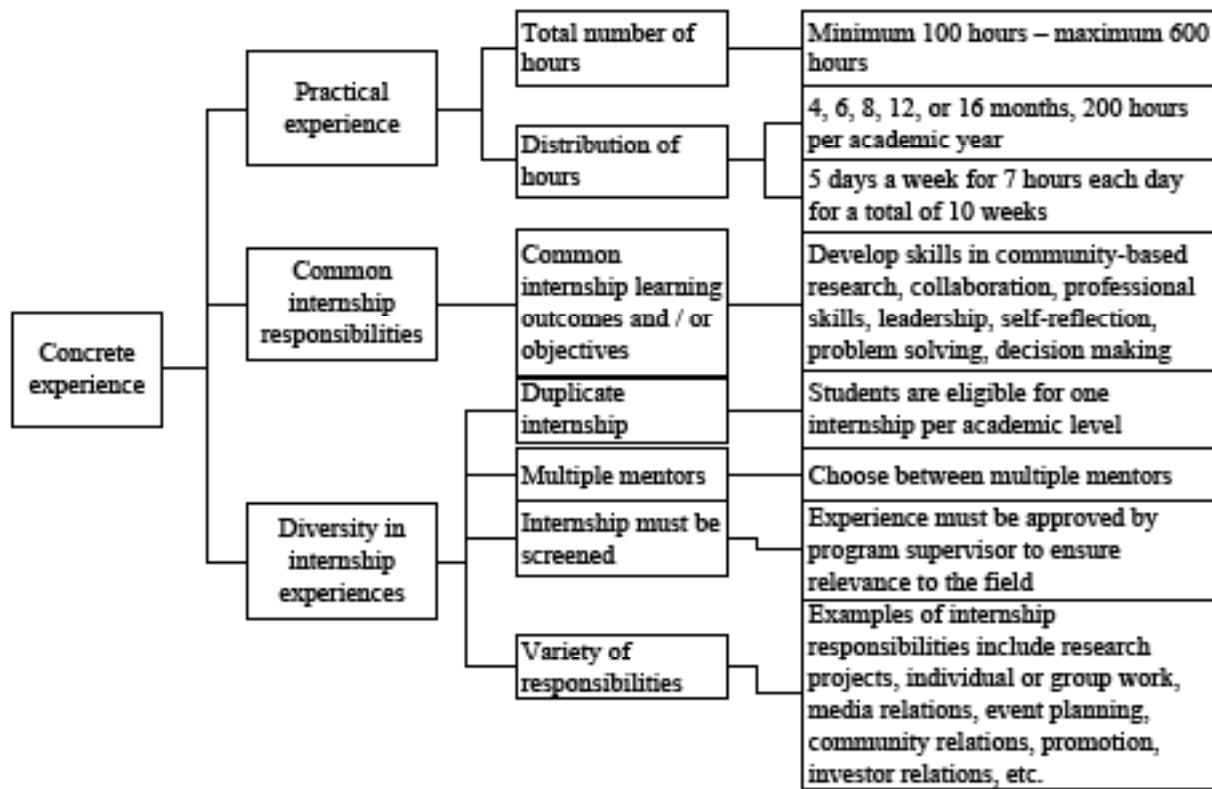 Concrete
experience
Practical
experience
Total number of
hours
Minimum 100 hours – maximum 600
hours
Distribution of
hours
4, 6, 8, 12, or 16 months, 200 hours
per academic year
5 days a week for 7 hours each day
for a total of 10 weeks
Common
internship
responsibilities
Common
internship learning
outcomes and / or
objectives
Develop skills in community-based
research, collaboration, professional
skills, leadership, self-reflection,
problem solving, decision making
Diversity in
internship
experiences
Duplicate
internship
Students are eligible for one
internship per academic level
Multiple mentors
Choose between multiple mentors
Internship must be
screened
Experience must be approved by
program supervisor to ensure
relevance to the field
Variety of
responsibilities
Examples of internship
responsibilities include research
projects, individual or group work,
media relations, event planning,
community relations, promotion,
investor relations, etc.